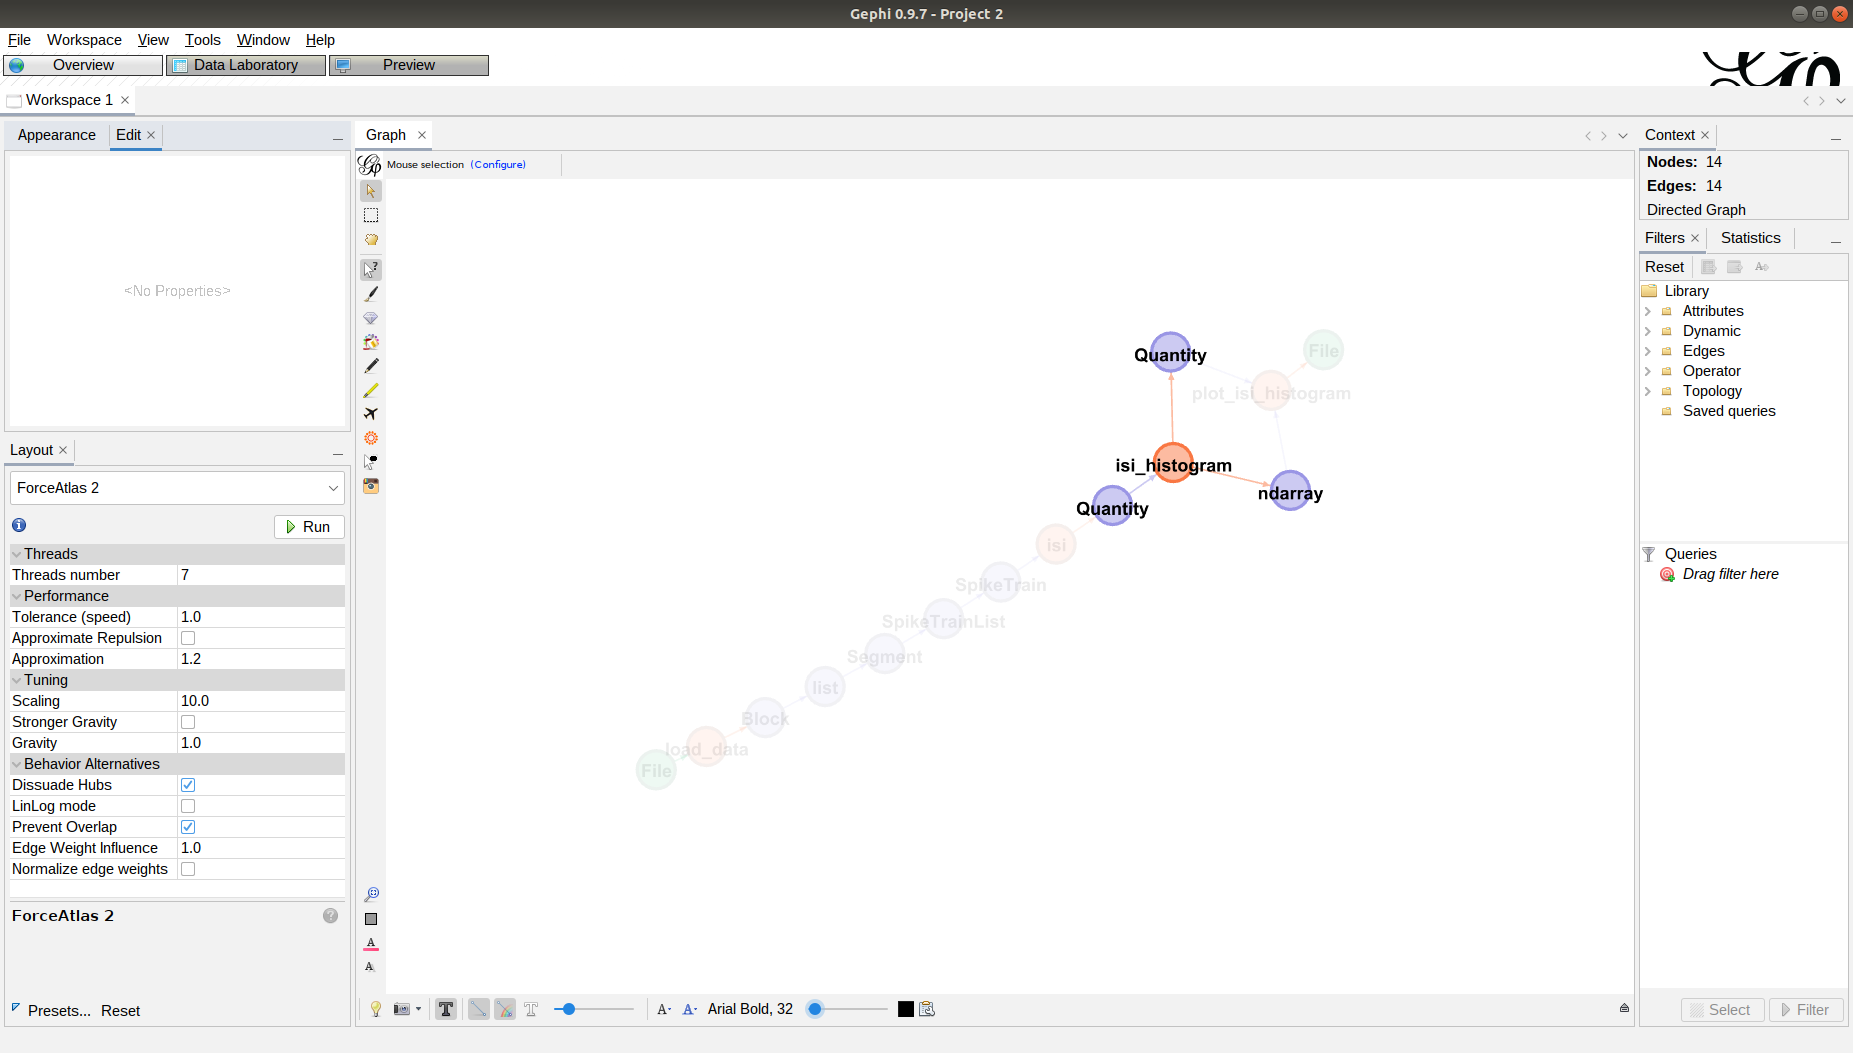 Gephi 0.9.7 - Project 2
File Workspace View Tools Window Help
Overview Data Laboratory Preview
Workspace 1
Appearance Edit
<No Properties>
Layout
ForceAtlas 2
Run
Threads
Threads number 7
Performance
Tolerance (speed) 1.0
Approximate Repulsion
Approximation 1.2
Tuning
Scaling 10.0
Stronger Gravity
Gravity 1.0
Behavior Alternatives
Dissuade Hubs
LinLog mode
Prevent Overlap
Edge Weight Influence 1.0
Normalize edge weights
ForceAtlas 2
Presets... Reset
Graph
Mouse selection (Configure)
Quantity
File
plot_isi_histogram
isi_histogram
ndarray
Quantity
isi
SpikeTrain
SpikeTrainList
Segment
list
Block
load_data
File
Arial Bold, 32
Context
Nodes: 14
Edges: 14
Directed Graph
Filters Statistics
Reset
Library
Attributes
Dynamic
Edges
Operator
Topology
Saved queries
Queries
Drag filter here
Select Filter